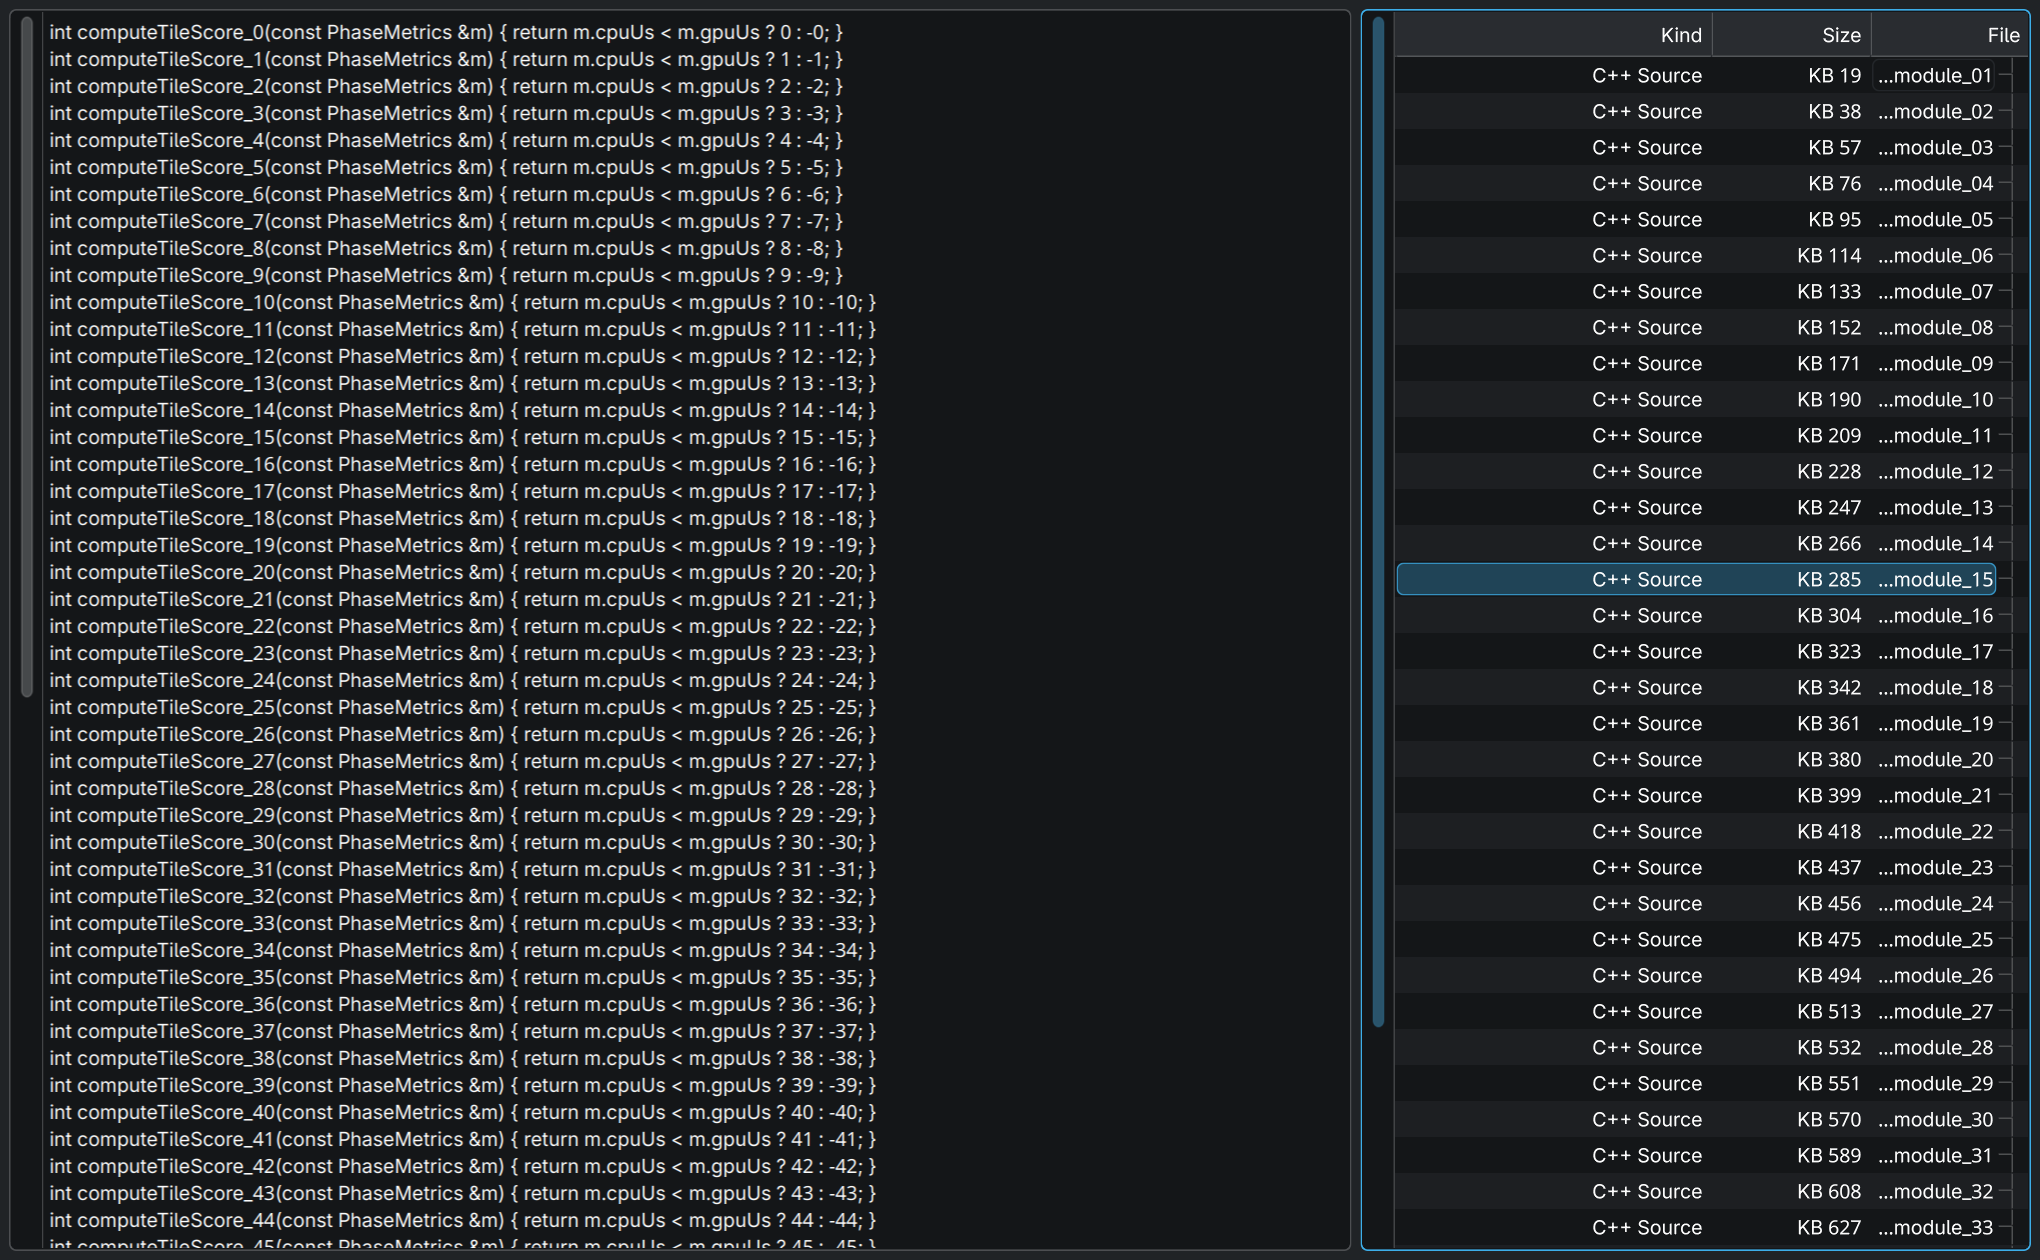 int computeTileScore_0(const PhaseMetrics &m) { return m.cpuUs < m.gpuUs ? 0 : -0; }
int computeTileScore_1(const PhaseMetrics &m) { return m.cpuUs < m.gpuUs ? 1 : -1; }
int computeTileScore_2(const PhaseMetrics &m) { return m.cpuUs < m.gpuUs ? 2 : -2; }
int computeTileScore_3(const PhaseMetrics &m) { return m.cpuUs < m.gpuUs ? 3 : -3; }
int computeTileScore_4(const PhaseMetrics &m) { return m.cpuUs < m.gpuUs ? 4 : -4; }
int computeTileScore_5(const PhaseMetrics &m) { return m.cpuUs < m.gpuUs ? 5 : -5; }
int computeTileScore_6(const PhaseMetrics &m) { return m.cpuUs < m.gpuUs ? 6 : -6; }
int computeTileScore_7(const PhaseMetrics &m) { return m.cpuUs < m.gpuUs ? 7 : -7; }
int computeTileScore_8(const PhaseMetrics &m) { return m.cpuUs < m.gpuUs ? 8 : -8; }
int computeTileScore_9(const PhaseMetrics &m) { return m.cpuUs < m.gpuUs ? 9 : -9; }
int computeTileScore_10(const PhaseMetrics &m) { return m.cpuUs < m.gpuUs ? 10 : -10; }
int computeTileScore_11(const PhaseMetrics &m) { return m.cpuUs < m.gpuUs ? 11 : -11; }
int computeTileScore_12(const PhaseMetrics &m) { return m.cpuUs < m.gpuUs ? 12 : -12; }
int computeTileScore_13(const PhaseMetrics &m) { return m.cpuUs < m.gpuUs ? 13 : -13; }
int computeTileScore_14(const PhaseMetrics &m) { return m.cpuUs < m.gpuUs ? 14 : -14; }
int computeTileScore_15(const PhaseMetrics &m) { return m.cpuUs < m.gpuUs ? 15 : -15; }
int computeTileScore_16(const PhaseMetrics &m) { return m.cpuUs < m.gpuUs ? 16 : -16; }
int computeTileScore_17(const PhaseMetrics &m) { return m.cpuUs < m.gpuUs ? 17 : -17; }
int computeTileScore_18(const PhaseMetrics &m) { return m.cpuUs < m.gpuUs ? 18 : -18; }
int computeTileScore_19(const PhaseMetrics &m) { return m.cpuUs < m.gpuUs ? 19 : -19; }
int computeTileScore_20(const PhaseMetrics &m) { return m.cpuUs < m.gpuUs ? 20 : -20; }
int computeTileScore_21(const PhaseMetrics &m) { return m.cpuUs < m.gpuUs ? 21 : -21; }
int computeTileScore_22(const PhaseMetrics &m) { return m.cpuUs < m.gpuUs ? 22 : -22; }
int computeTileScore_23(const PhaseMetrics &m) { return m.cpuUs < m.gpuUs ? 23 : -23; }
int computeTileScore_24(const PhaseMetrics &m) { return m.cpuUs < m.gpuUs ? 24 : -24; }
int computeTileScore_25(const PhaseMetrics &m) { return m.cpuUs < m.gpuUs ? 25 : -25; }
int computeTileScore_26(const PhaseMetrics &m) { return m.cpuUs < m.gpuUs ? 26 : -26; }
int computeTileScore_27(const PhaseMetrics &m) { return m.cpuUs < m.gpuUs ? 27 : -27; }
int computeTileScore_28(const PhaseMetrics &m) { return m.cpuUs < m.gpuUs ? 28 : -28; }
int computeTileScore_29(const PhaseMetrics &m) { return m.cpuUs < m.gpuUs ? 29 : -29; }
int computeTileScore_30(const PhaseMetrics &m) { return m.cpuUs < m.gpuUs ? 30 : -30; }
int computeTileScore_31(const PhaseMetrics &m) { return m.cpuUs < m.gpuUs ? 31 : -31; }
int computeTileScore_32(const PhaseMetrics &m) { return m.cpuUs < m.gpuUs ? 32 : -32; }
int computeTileScore_33(const PhaseMetrics &m) { return m.cpuUs < m.gpuUs ? 33 : -33; }
int computeTileScore_34(const PhaseMetrics &m) { return m.cpuUs < m.gpuUs ? 34 : -34; }
int computeTileScore_35(const PhaseMetrics &m) { return m.cpuUs < m.gpuUs ? 35 : -35; }
int computeTileScore_36(const PhaseMetrics &m) { return m.cpuUs < m.gpuUs ? 36 : -36; }
int computeTileScore_37(const PhaseMetrics &m) { return m.cpuUs < m.gpuUs ? 37 : -37; }
int computeTileScore_38(const PhaseMetrics &m) { return m.cpuUs < m.gpuUs ? 38 : -38; }
int computeTileScore_39(const PhaseMetrics &m) { return m.cpuUs < m.gpuUs ? 39 : -39; }
int computeTileScore_40(const PhaseMetrics &m) { return m.cpuUs < m.gpuUs ? 40 : -40; }
int computeTileScore_41(const PhaseMetrics &m) { return m.cpuUs < m.gpuUs ? 41 : -41; }
int computeTileScore_42(const PhaseMetrics &m) { return m.cpuUs < m.gpuUs ? 42 : -42; }
int computeTileScore_43(const PhaseMetrics &m) { return m.cpuUs < m.gpuUs ? 43 : -43; }
int computeTileScore_44(const PhaseMetrics &m) { return m.cpuUs < m.gpuUs ? 44 : -44; }
int computeTileScore_45(const PhaseMetrics &m) { return m.cpuUs < m.gpuUs ? 45 : -45; }
Kind Size File
C++ Source KB 19 ...module_01
C++ Source KB 38 ...module_02
C++ Source KB 57 ...module_03
C++ Source KB 76 ...module_04
C++ Source KB 95 ...module_05
C++ Source KB 114 ...module_06
C++ Source KB 133 ...module_07
C++ Source KB 152 ...module_08
C++ Source KB 171 ...module_09
C++ Source KB 190 ...module_10
C++ Source KB 209 ...module_11
C++ Source KB 228 ...module_12
C++ Source KB 247 ...module_13
C++ Source KB 266 ...module_14
C++ Source KB 285 ...module_15
C++ Source KB 304 ...module_16
C++ Source KB 323 ...module_17
C++ Source KB 342 ...module_18
C++ Source KB 361 ...module_19
C++ Source KB 380 ...module_20
C++ Source KB 399 ...module_21
C++ Source KB 418 ...module_22
C++ Source KB 437 ...module_23
C++ Source KB 456 ...module_24
C++ Source KB 475 ...module_25
C++ Source KB 494 ...module_26
C++ Source KB 513 ...module_27
C++ Source KB 532 ...module_28
C++ Source KB 551 ...module_29
C++ Source KB 570 ...module_30
C++ Source KB 589 ...module_31
C++ Source KB 608 ...module_32
C++ Source KB 627 ...module_33